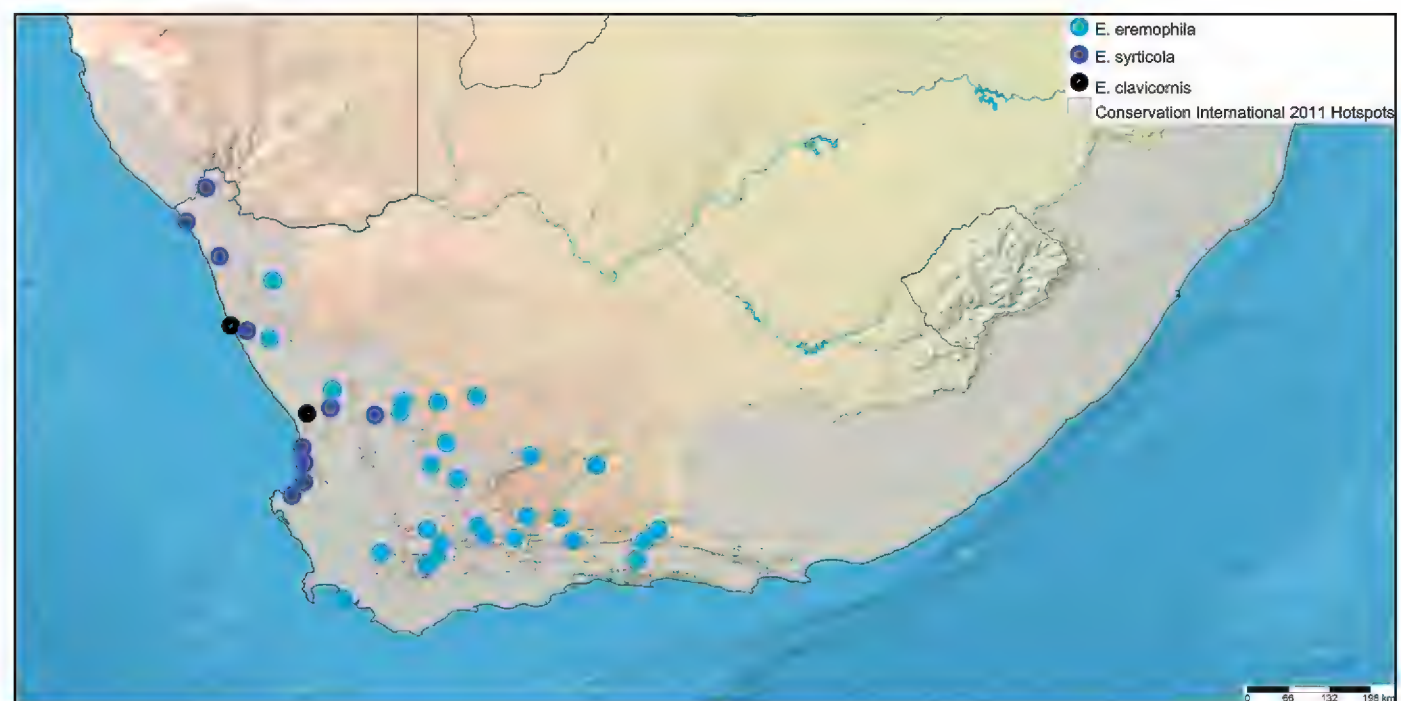 E. eremophila
E. syrticola
E. clavicornis
Conservation International 2011 Hotspots
0 66 132 198 km